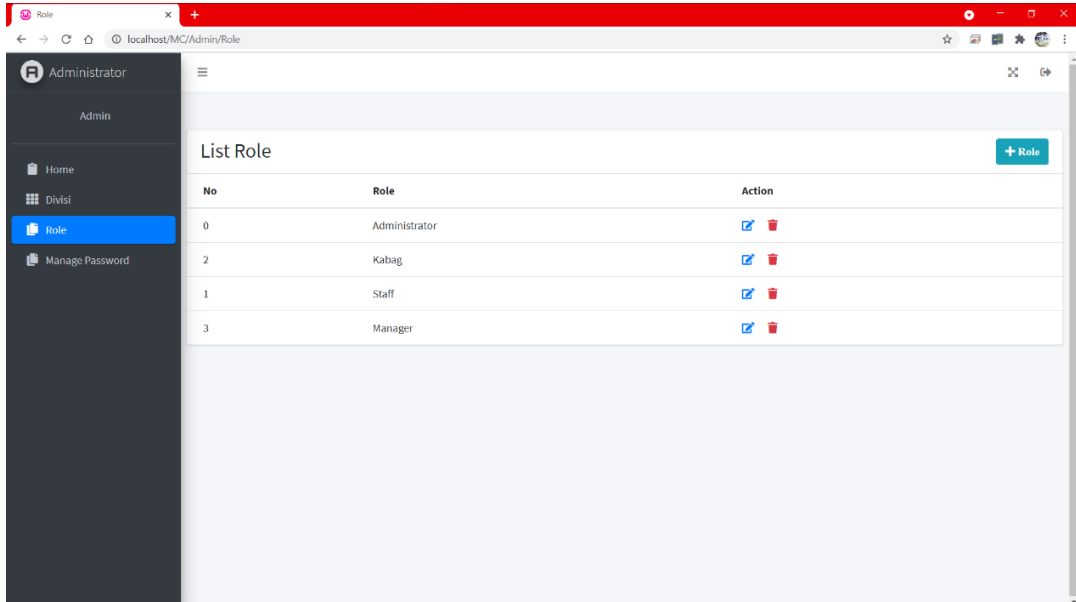 Role
localhost/MC/Admin/Role
Administrator
Admin
Home
Divisi
Role
Manage Password
List Role
+ Role
No Role Action
0 Administrator
2 Kabag
1 Staff
3 Manager